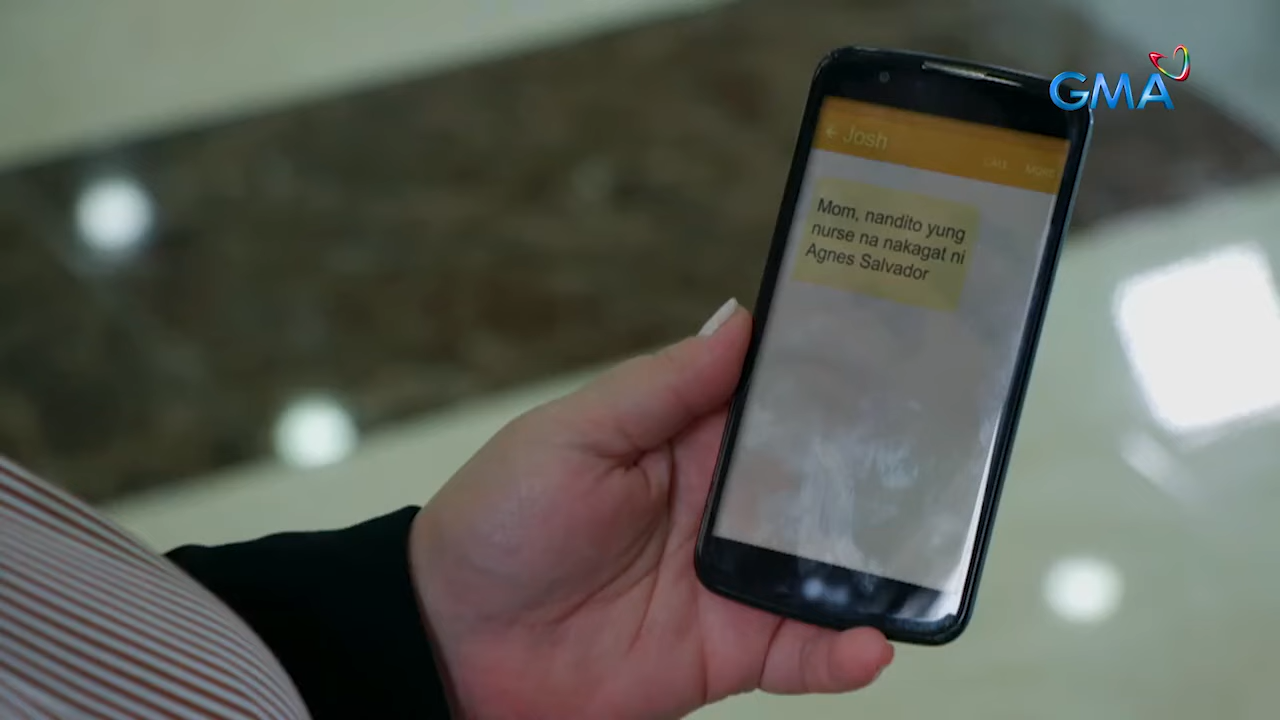 GMA
← Josh
CALL MORE
Mom, nandito yung
nurse na nakagat ni
Agnes Salvador